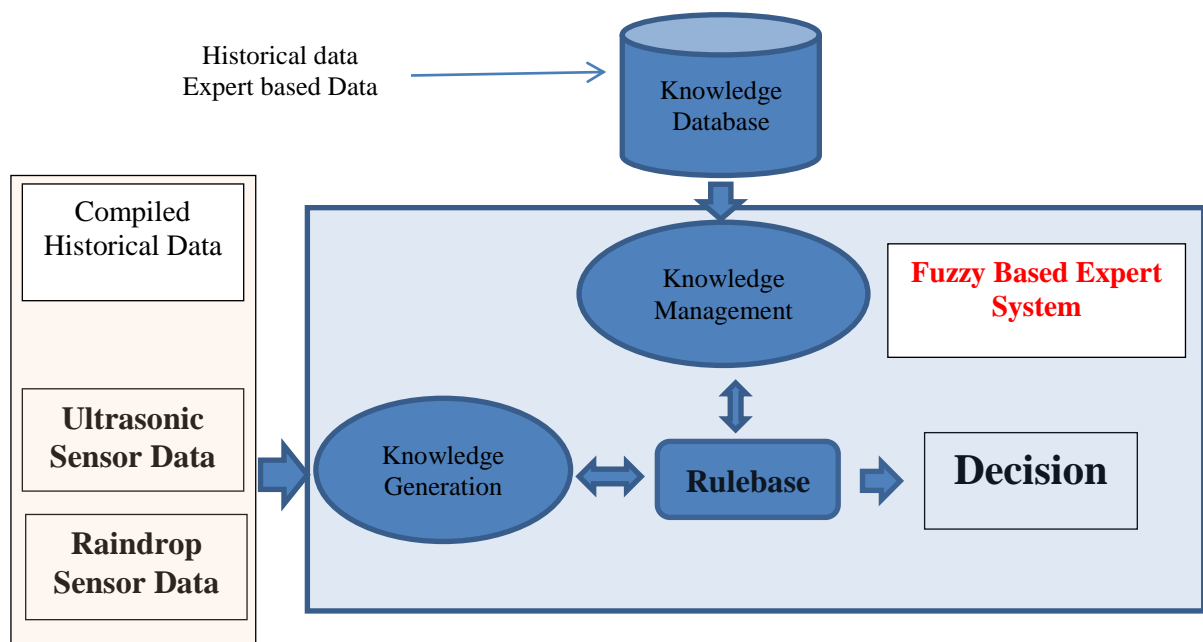 Historical data
Expert based Data
Knowledge
Database
Compiled
Historical Data
Knowledge
Management
Fuzzy Based Expert
System
Ultrasonic
Sensor Data
Knowledge
Generation
Rulebase
Decision
Raindrop
Sensor Data